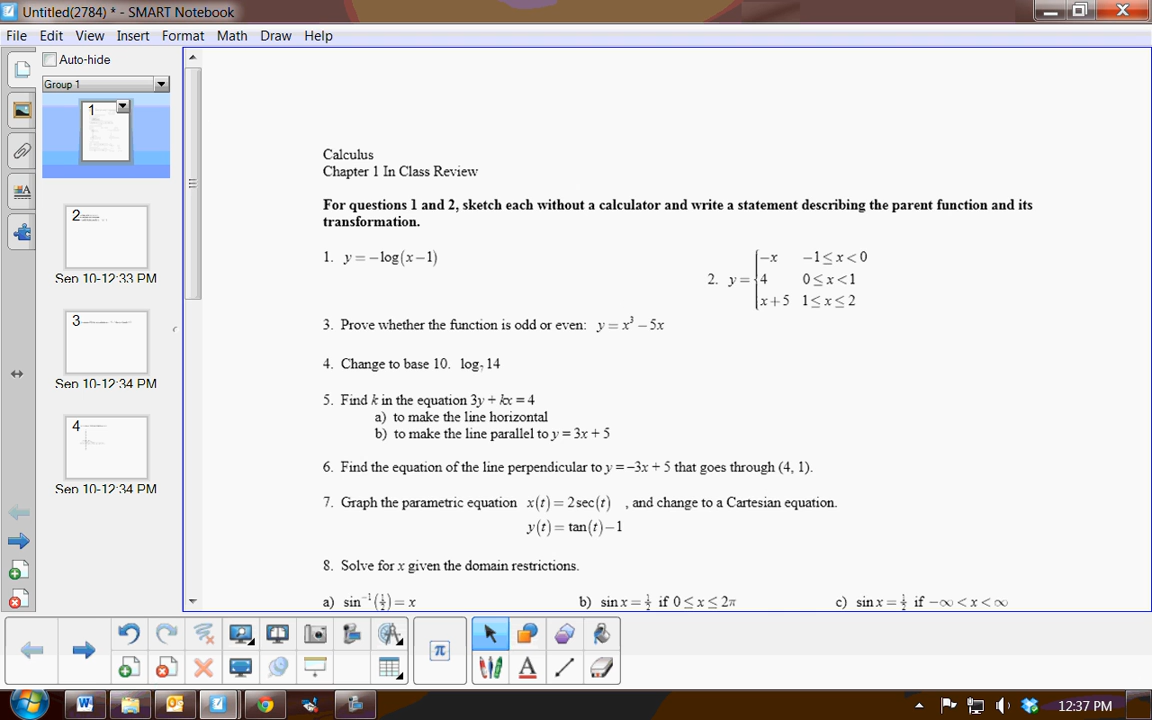 Untitled(2784) * - SMART Notebook
File Edit View Insert Format Math Draw Help
Auto-hide
Group 1
1
2
Sep 10-12:33 PM
3
Sep 10-12:34 PM
4
Sep 10-12:34 PM
Calculus
Chapter 1 In Class Review
For questions 1 and 2, sketch each without a calculator and write a statement describing the parent function and its
transformation.
1. y = −log(x−1)
2. y = { −x −1 ≤ x < 0
4 0 ≤ x < 1
x + 5 1 ≤ x ≤ 2
3. Prove whether the function is odd or even: y = x³ − 5x
4. Change to base 10. log₇ 14
5. Find k in the equation 3y + kx = 4
a) to make the line horizontal
b) to make the line parallel to y = 3x + 5
6. Find the equation of the line perpendicular to y = −3x + 5 that goes through (4, 1).
7. Graph the parametric equation x(t) = 2sec(t) , and change to a Cartesian equation.
y(t) = tan(t) − 1
8. Solve for x given the domain restrictions.
a) sin⁻¹(½) = x b) sin x = ½ if 0 ≤ x ≤ 2π c) sin x = ½ if −∞ < x < ∞
π
A
12:37 PM